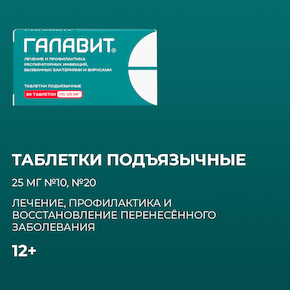 ГАЛАВИТ®
ЛЕЧЕНИЕ И ПРОФИЛАКТИКА
РЕСПИРАТОРНЫХ ИНФЕКЦИЙ,
ВЫЗВАННЫХ БАКТЕРИЯМИ И ВИРУСАМИ
ТАБЛЕТКИ ПОДЪЯЗЫЧНЫЕ
20 ТАБЛЕТОК ПО 25 МГ
ТАБЛЕТКИ ПОДЪЯЗЫЧНЫЕ
25 МГ №10, №20
ЛЕЧЕНИЕ, ПРОФИЛАКТИКА И
ВОССТАНОВЛЕНИЕ ПЕРЕНЕСЁННОГО
ЗАБОЛЕВАНИЯ
12+